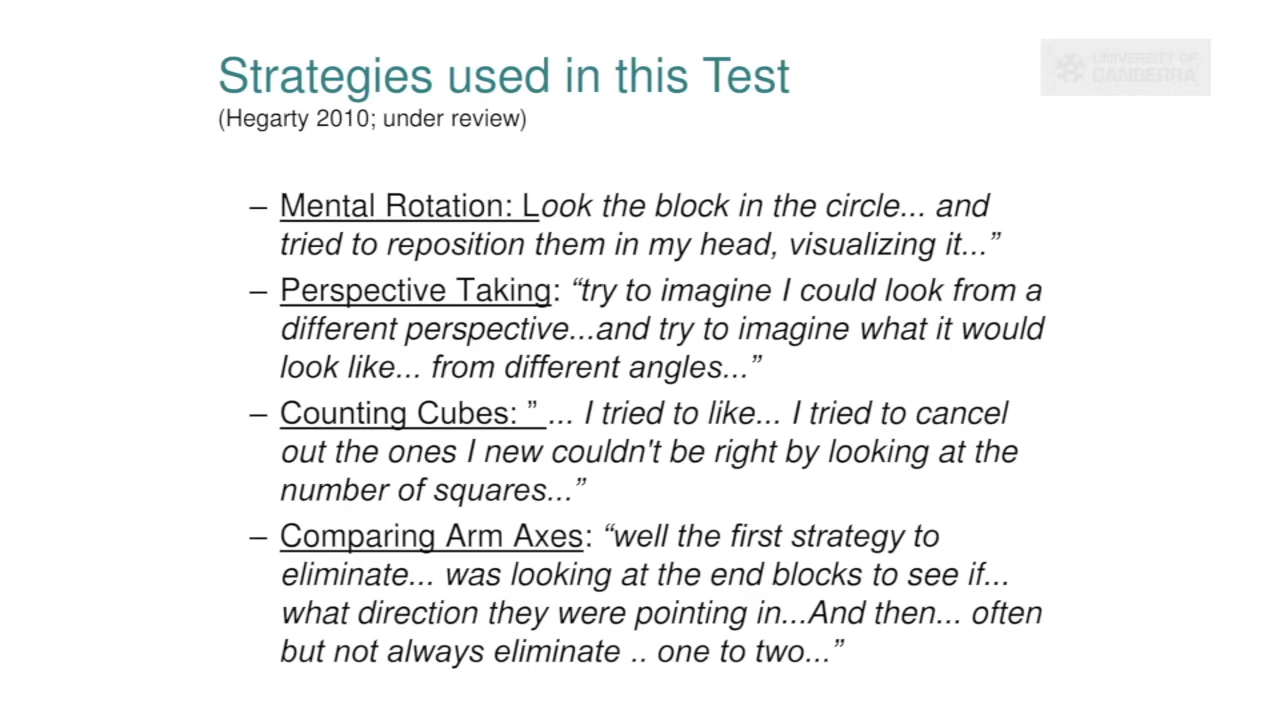 Strategies used in this Test
UNIVERSITY OF
CANBERRA
(Hegarty 2010; under review)
– Mental Rotation: Look the block in the circle... and
tried to reposition them in my head, visualizing it...”
– Perspective Taking: “try to imagine I could look from a
different perspective...and try to imagine what it would
look like... from different angles...”
– Counting Cubes: ” ... I tried to like... I tried to cancel
out the ones I new couldn't be right by looking at the
number of squares...”
– Comparing Arm Axes: “well the first strategy to
eliminate... was looking at the end blocks to see if...
what direction they were pointing in...And then... often
but not always eliminate .. one to two...”